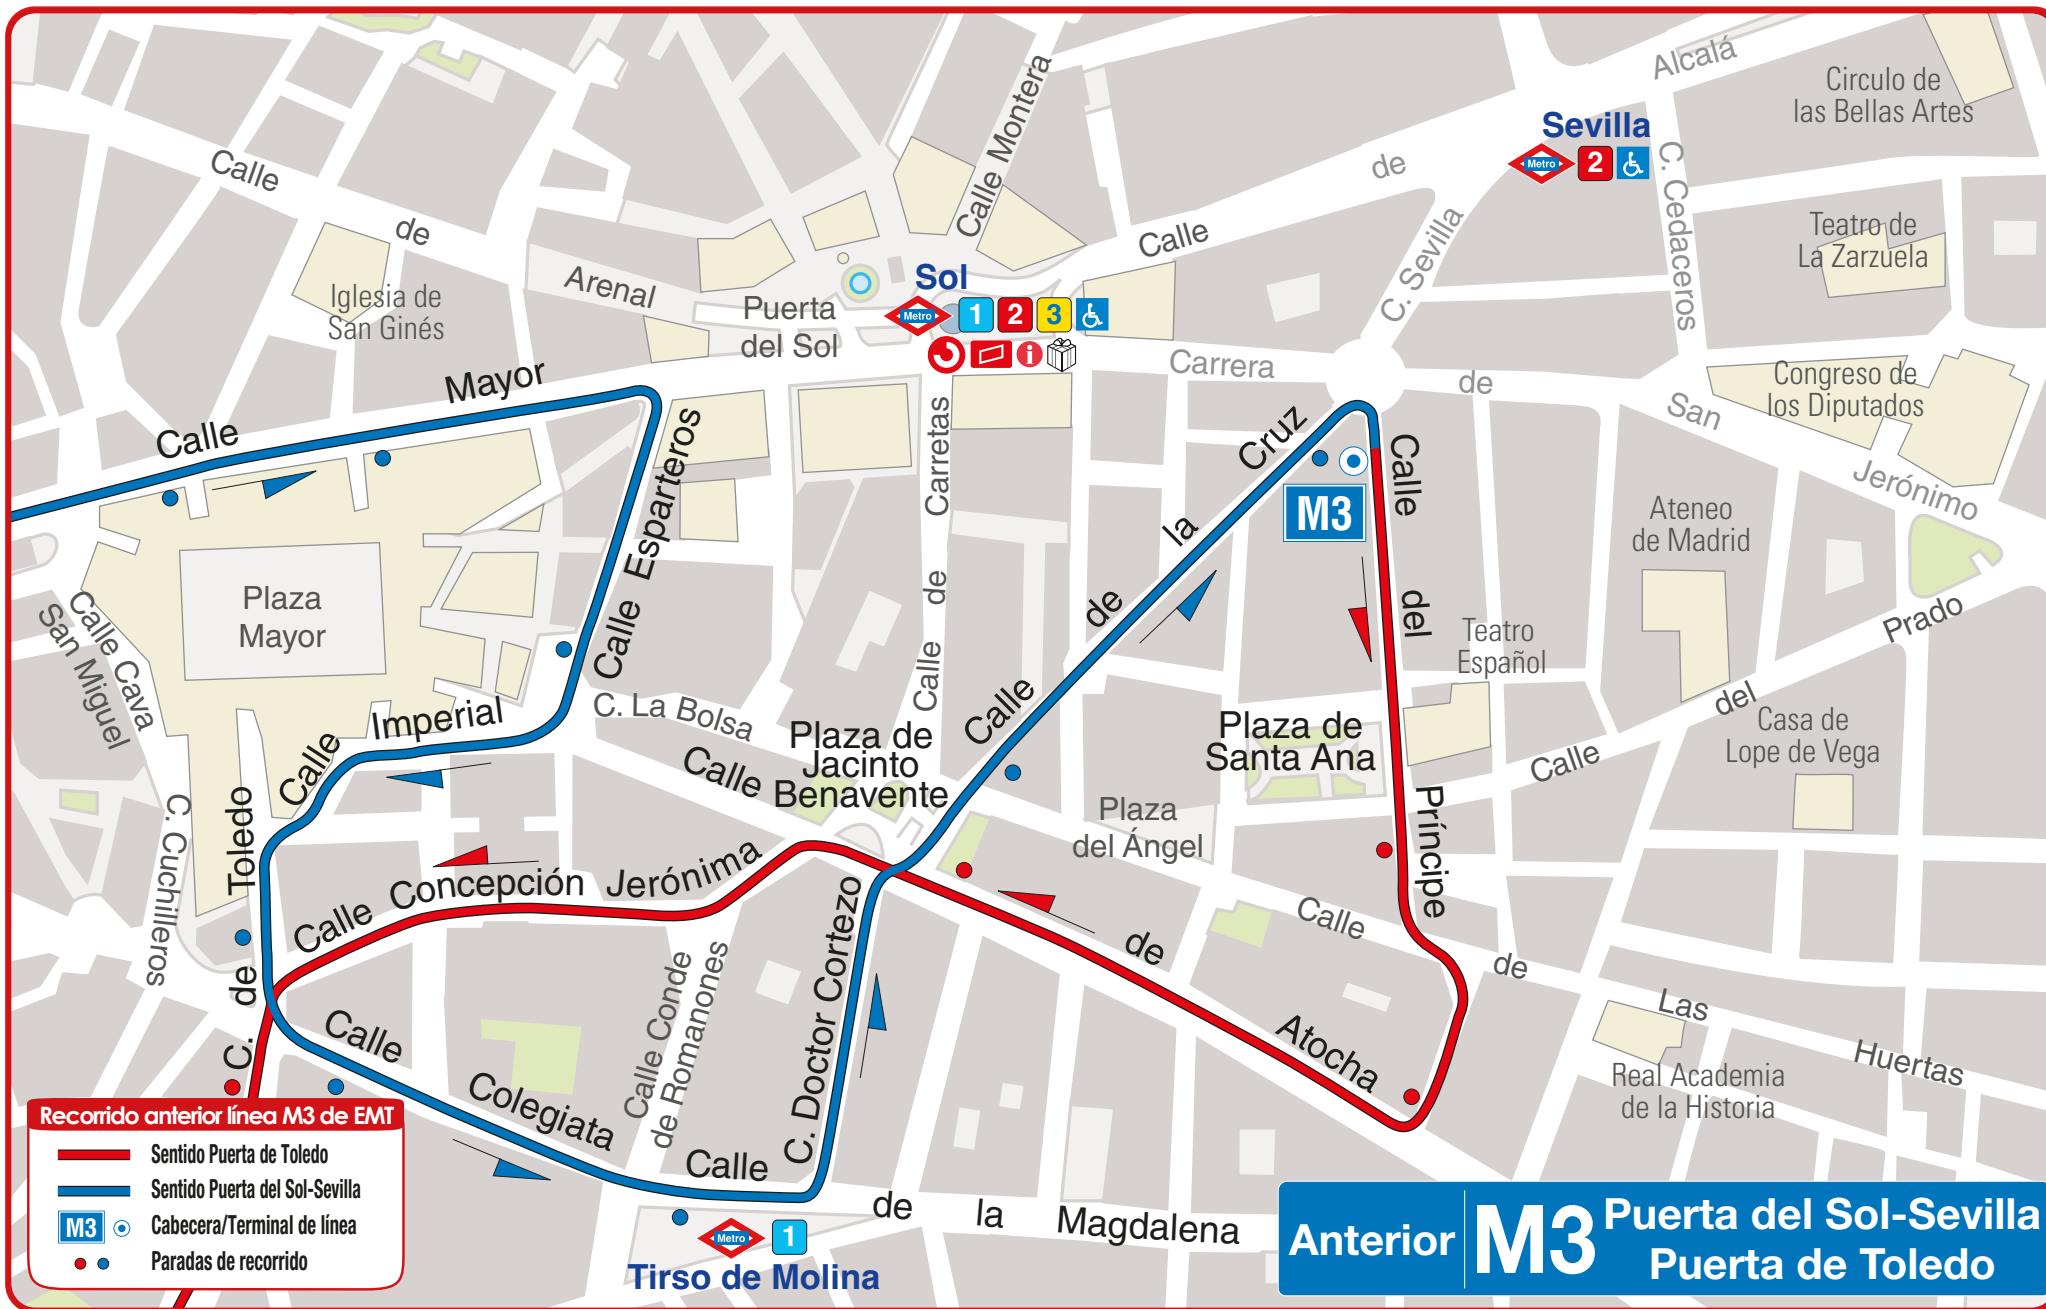 Alcalá
Circulo de
las Bellas Artes
Sevilla
Metro
2
de
C. Cedaceros
Calle Montera
Calle
de
Arenal
Iglesia de
San Ginés
Calle
C. Sevilla
Teatro de
La Zarzuela
Sol
Metro
1
2
3
i
Puerta
del Sol
Carrera
de
San
Jerónimo
Congreso de
los Diputados
Calle
Mayor
Calle Esparteros
Calle
de
Carretas
Calle
de
la
Cruz
M3
Calle
del
Príncipe
Ateneo
de Madrid
Teatro
Español
Calle
del
Prado
Casa de
Lope de Vega
Plaza
Mayor
Calle Cava
San Miguel
C. Cuchilleros
Calle
Imperial
C. La Bolsa
Calle
Plaza de
Jacinto
Benavente
Plaza de
Santa Ana
Plaza
del Ángel
C.
de
Toledo
Calle
Concepción
Jerónima
C. Doctor Cortezo
de
Atocha
Calle
de
Las
Huertas
Real Academia
de la Historia
Calle Conde
de Romanones
Calle
Colegiata
Calle
de
la
Magdalena
Metro
1
Tirso de Molina
Recorrido anterior línea M3 de EMT
Sentido Puerta de Toledo
Sentido Puerta del Sol-Sevilla
M3 Cabecera/Terminal de línea
Paradas de recorrido
Anterior
M3
Puerta del Sol-Sevilla
Puerta de Toledo